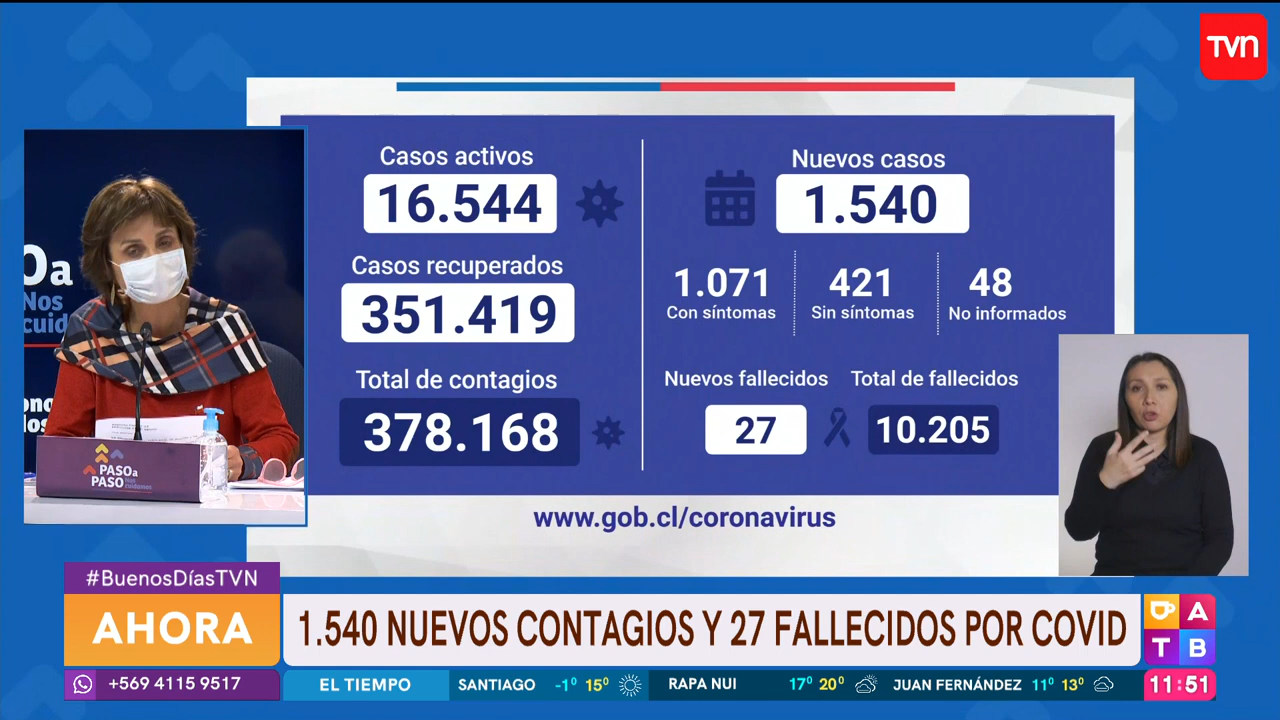 TVN
Casos activos
16.544
Casos recuperados
351.419
Total de contagios
378.168
Nuevos casos
1.540
1.071
Con síntomas
421
Sin síntomas
48
No informados
Nuevos fallecidos
27
Total de fallecidos
10.205
www.gob.cl/coronavirus
a
Nos
PASO a
PASO Nos cuidamos
#BuenosDíasTVN
AHORA
1.540 NUEVOS CONTAGIOS Y 27 FALLECIDOS POR COVID
A
T B
+569 4115 9517
EL TIEMPO
SANTIAGO -1° 15°
RAPA NUI 17° 20°
JUAN FERNÁNDEZ 11° 13°
11:51